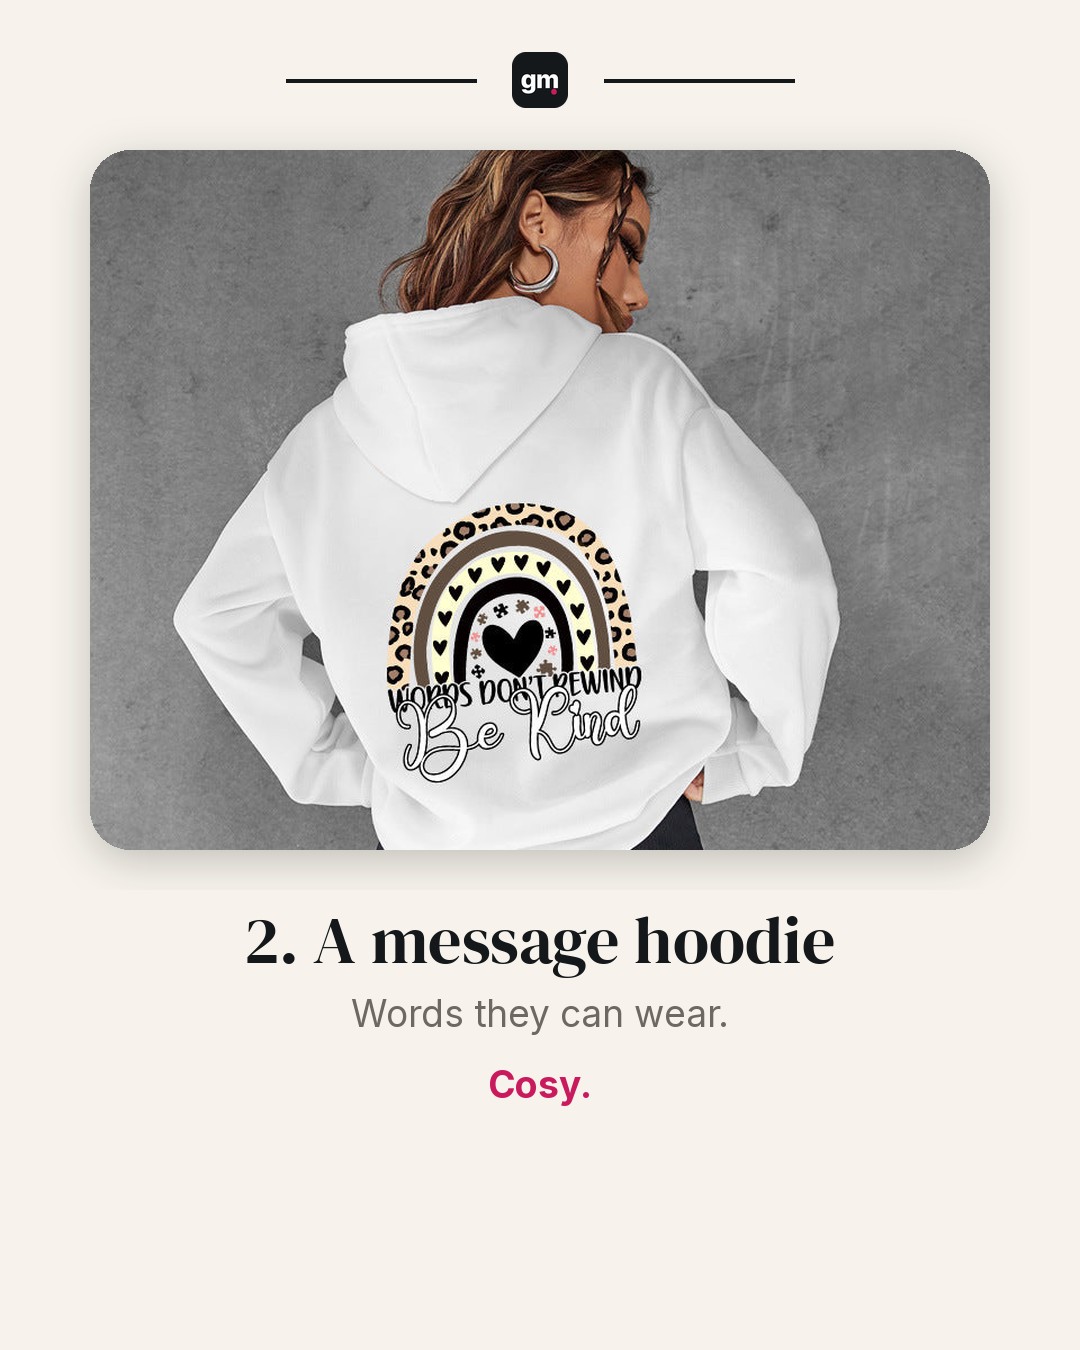 gm.
WORDS DON'T REWIND
Be Kind
2. A message hoodie
Words they can wear.
Cosy.